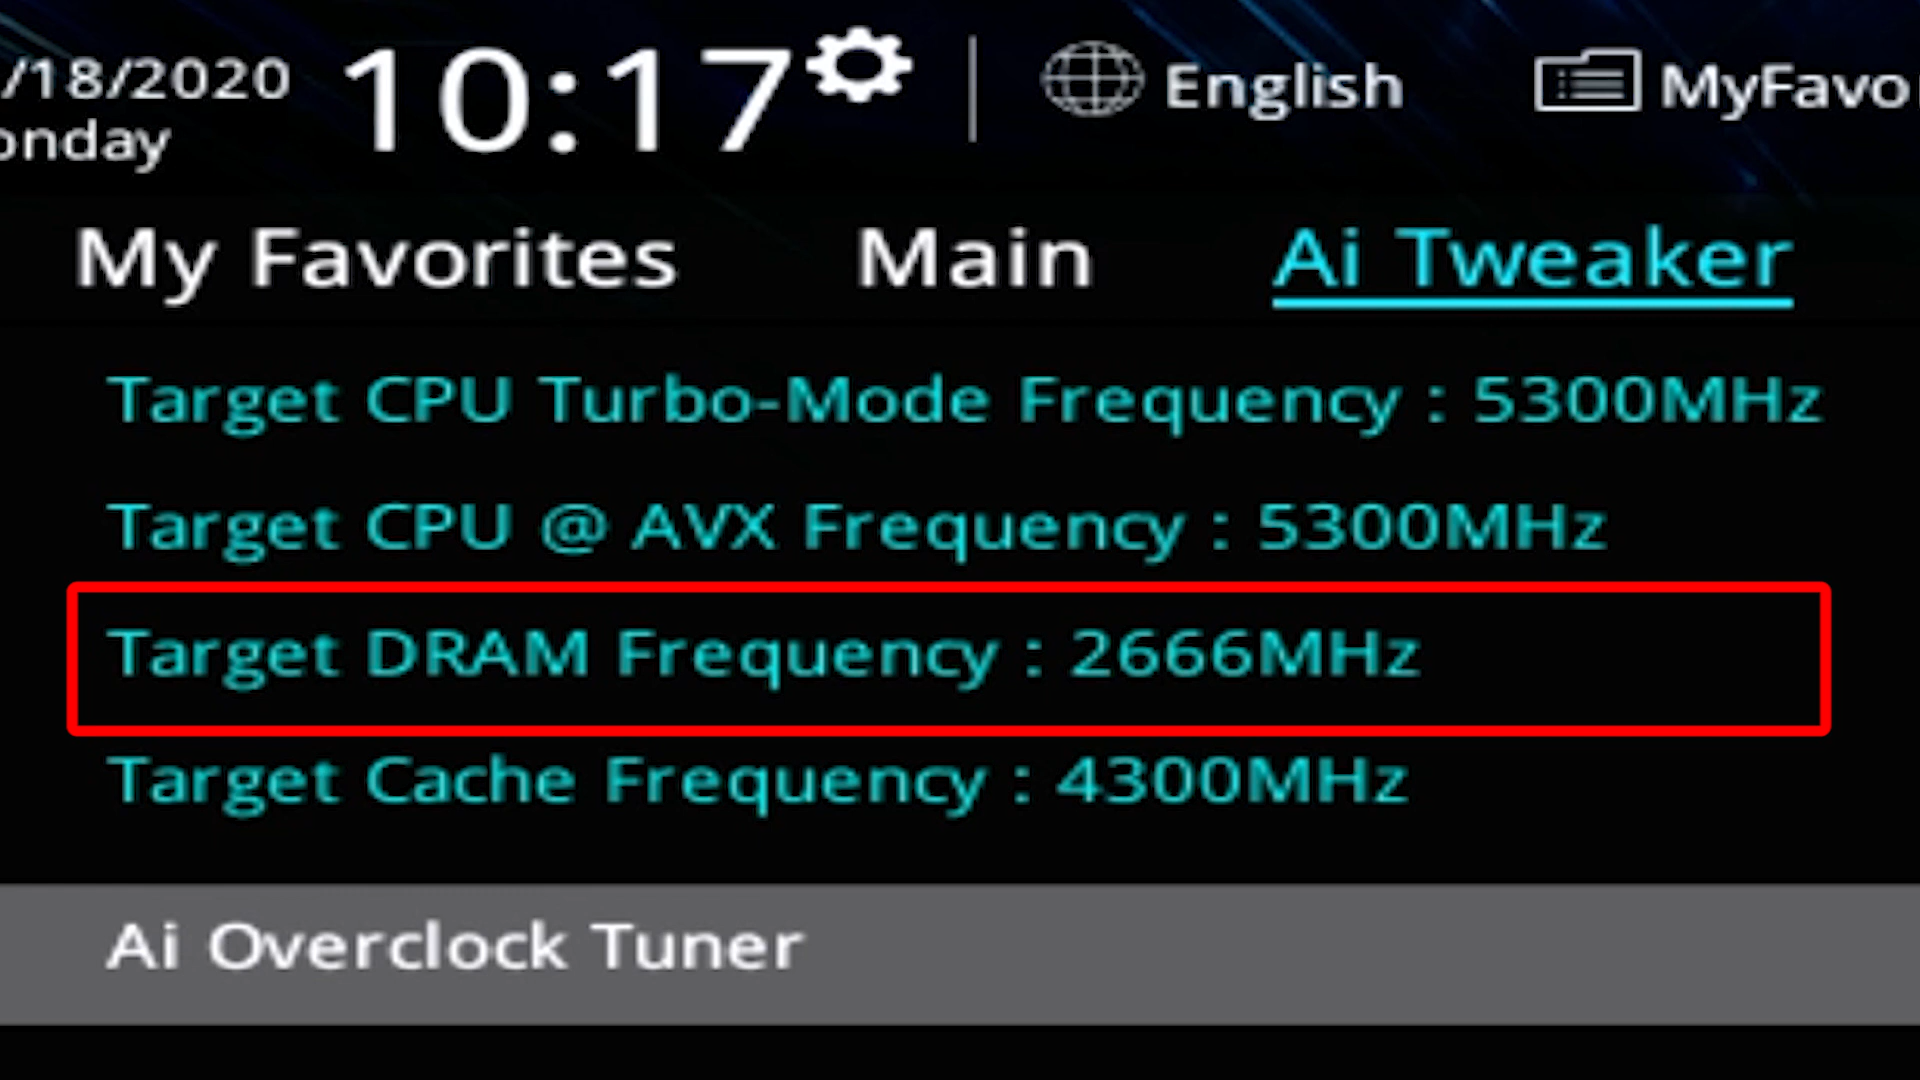 /18/2020
onday
10:17
English
MyFavo
My Favorites
Main
Ai Tweaker
Target CPU Turbo-Mode Frequency : 5300MHz
Target CPU @ AVX Frequency : 5300MHz
Target DRAM Frequency : 2666MHz
Target Cache Frequency : 4300MHz
Ai Overclock Tuner